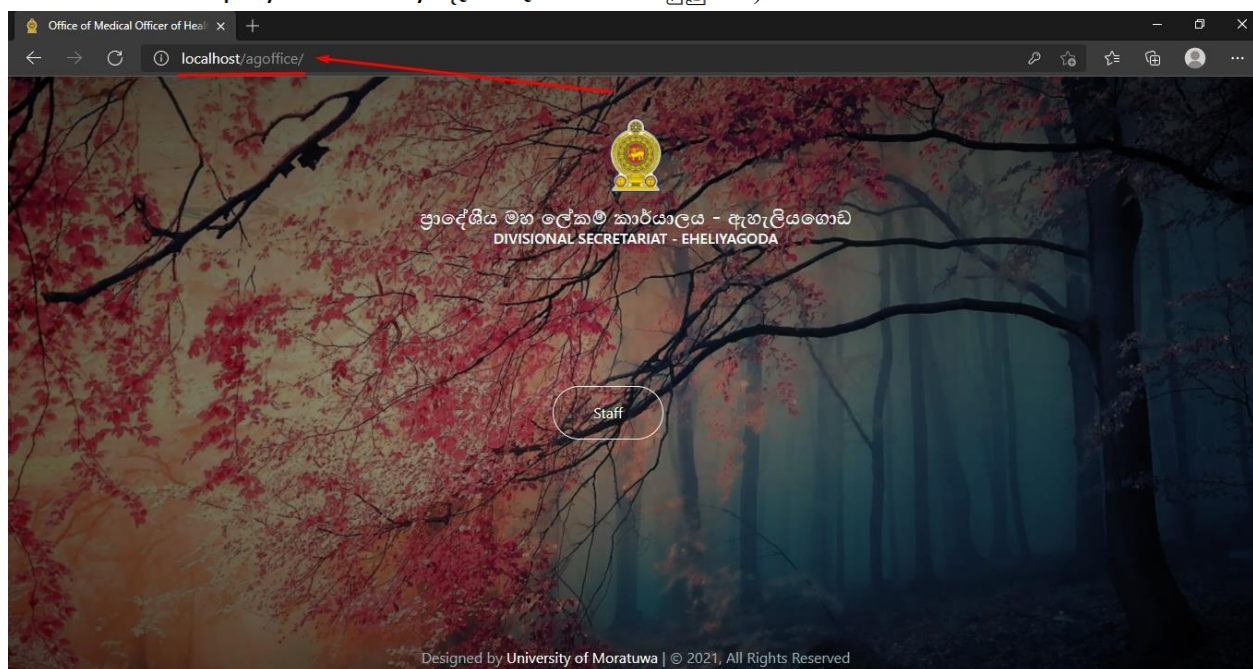 Office of Medical Officer of Heal
localhost/agoffice/
ප්‍රාදේශීය මහ ලේකම් කාර්යාලය - ඇහැලියගොඩ
DIVISIONAL SECRETARIAT - EHELIYAGODA
Staff
Designed by University of Moratuwa | © 2021, All Rights Reserved